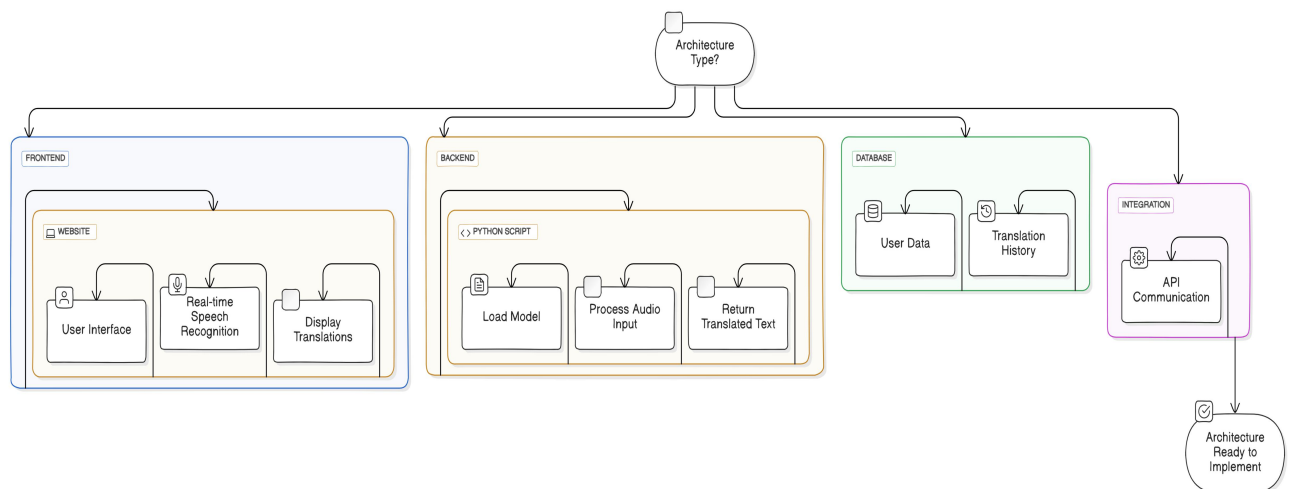 Architecture
Type?
FRONTEND
WEBSITE
User Interface
Real-time
Speech
Recognition
Display
Translations
BACKEND
PYTHON SCRIPT
Load Model
Process Audio
Input
Return
Translated Text
DATABASE
User Data
Translation
History
INTEGRATION
API
Communication
Architecture
Ready to
Implement